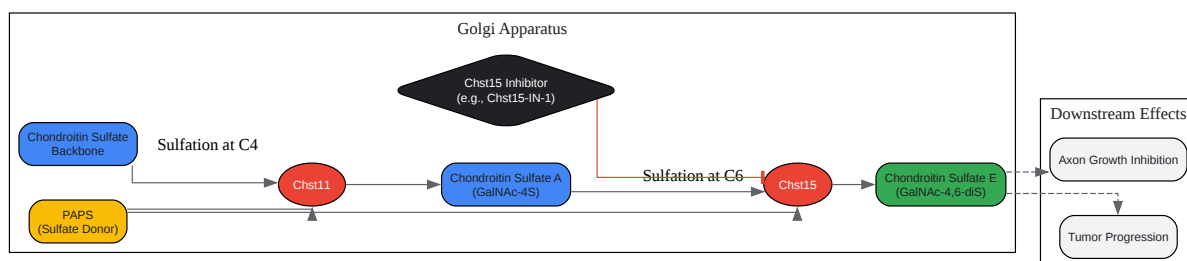 Golgi Apparatus
Chst15 Inhibitor
(e.g., Chst15-IN-1)
Downstream Effects
Chondroitin Sulfate
Backbone
Sulfation at C4
Axon Growth Inhibition
Chst11
Chondroitin Sulfate A
(GalNAc-4S)
Sulfation at C6
Chst15
Chondroitin Sulfate E
(GalNAc-4,6-diS)
PAPS
(Sulfate Donor)
Tumor Progression